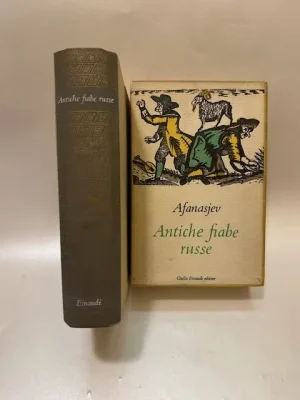 Antiche fiabe russe
Einaudi
Afanasjev
Antiche fiabe
russe
Giulio Einaudi editore